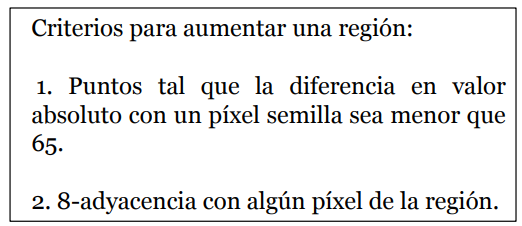 Criterios para aumentar una región:
1. Puntos tal que la diferencia en valor
absoluto con un píxel semilla sea menor que
65.
2. 8-adyacencia con algún píxel de la región.